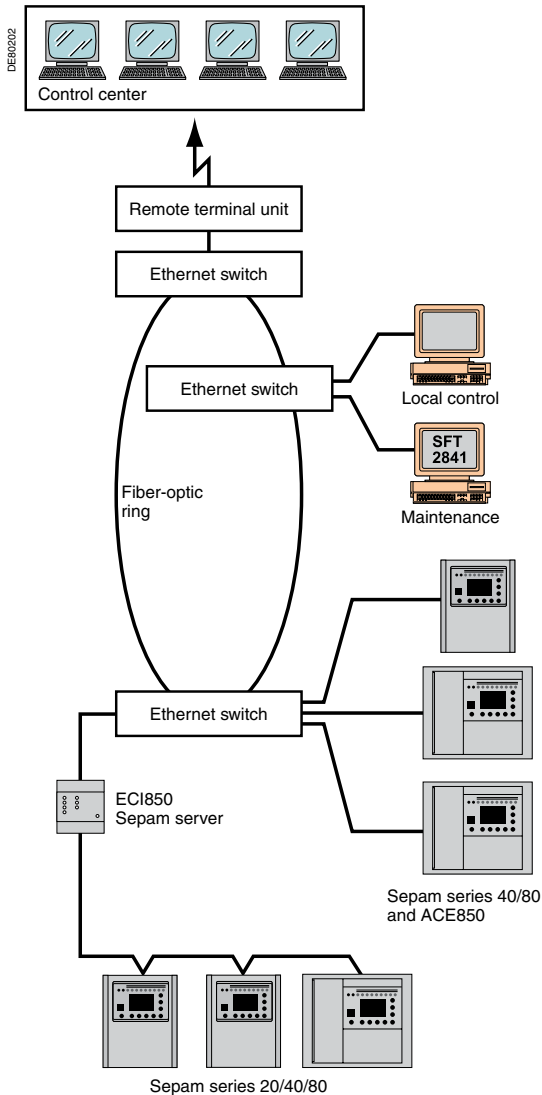 DE80202
Control center
Remote terminal unit
Ethernet switch
Ethernet switch
Local control
SFT
2841
Maintenance
Fiber-optic
ring
Ethernet switch
ECI850
Sepam server
Sepam series 40/80
and ACE850
Sepam series 20/40/80